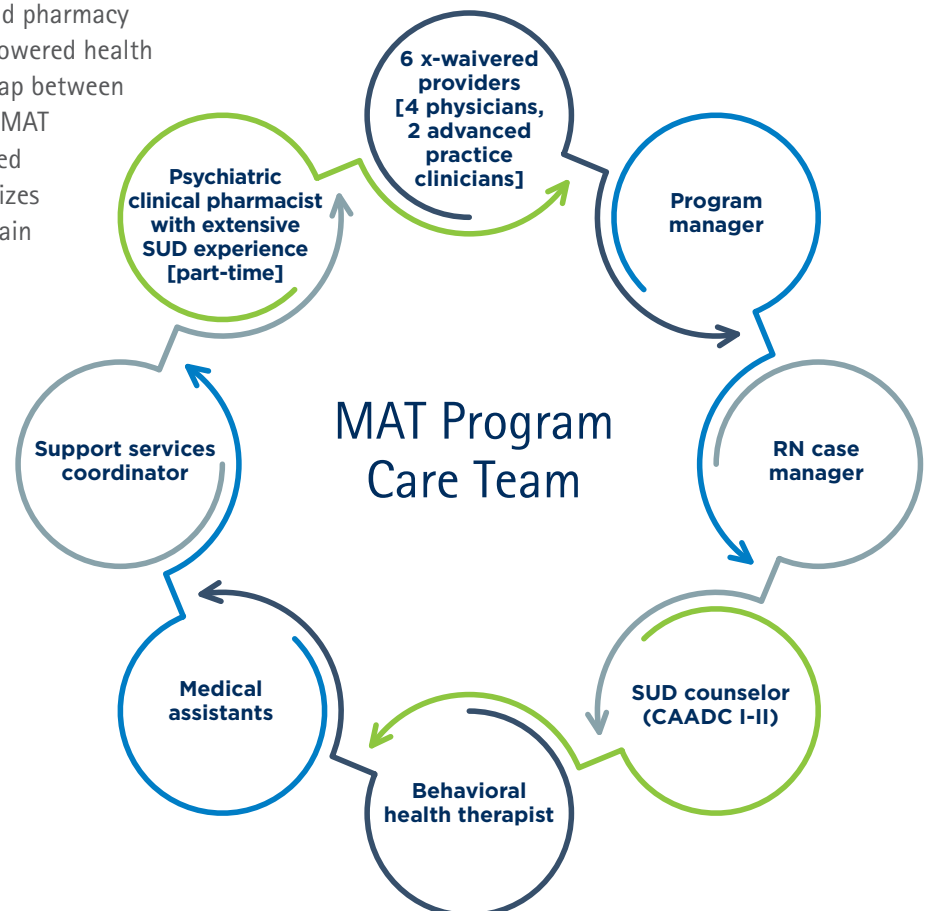 d pharmacy
owered health
ap between
MAT
ed
izes
ain
6 x-waivered
providers
[4 physicians,
2 advanced
practice
clinicians]
Program
manager
RN case
manager
SUD counselor
(CAADC I-II)
Behavioral
health therapist
Medical
assistants
Support services
coordinator
Psychiatric
clinical pharmacist
with extensive
SUD experience
[part-time]
MAT Program
Care Team